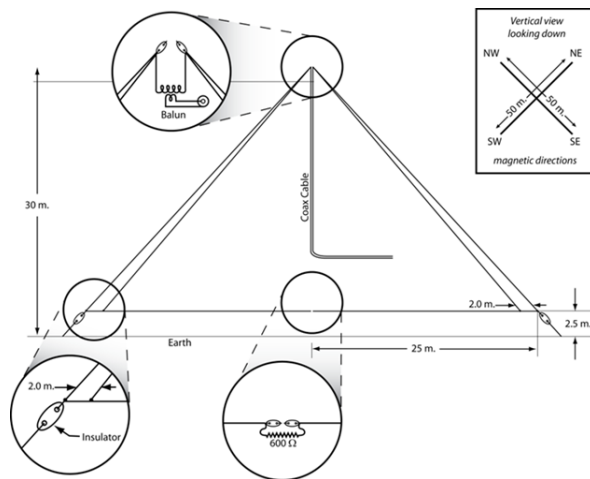 Vertical view
looking down
NW
NE
50 m.
50 m.
SW
SE
magnetic directions
Balun
30 m.
Coax Cable
2.0 m.
2.5 m.
Earth
25 m.
2.0 m.
Insulator
600 Ω